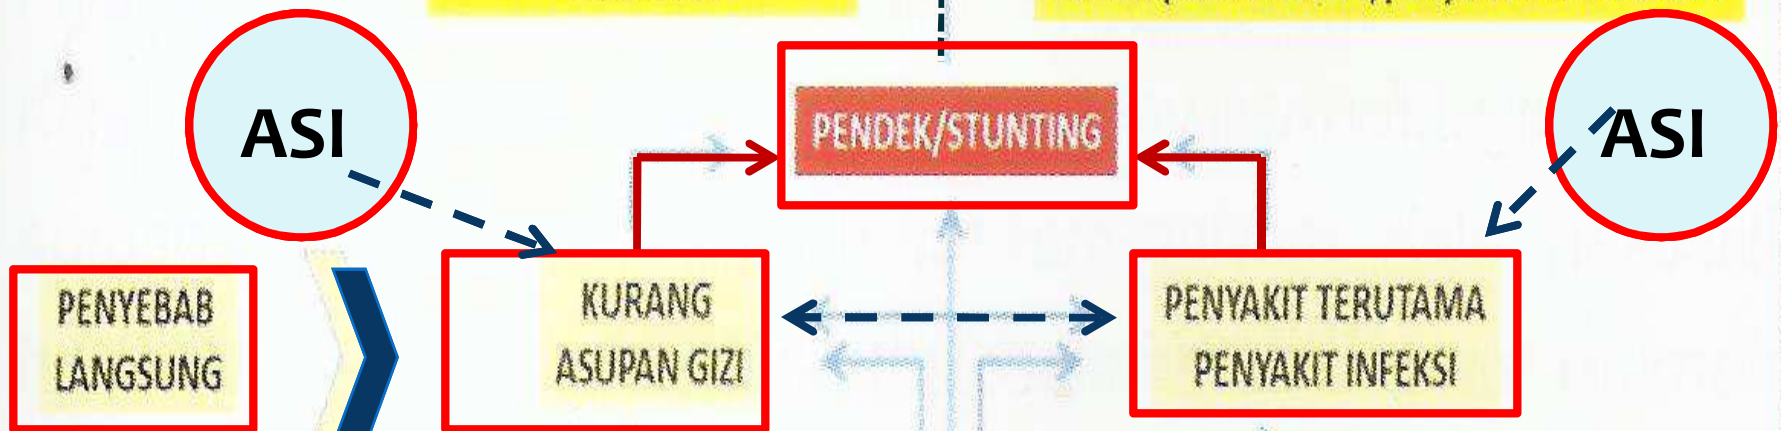 ASI
ASI
PENDEK/STUNTING
PENYEBAB
LANGSUNG
KURANG
ASUPAN GIZI
PENYAKIT TERUTAMA
PENYAKIT INFEKSI